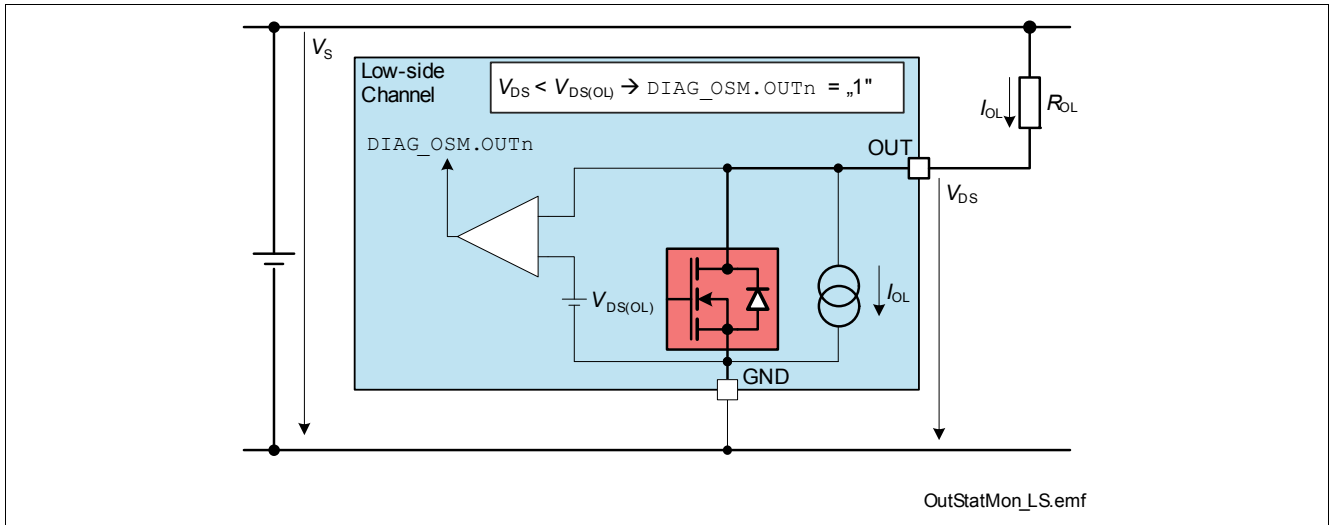 VS
Low-side
Channel
VDS < VDS(OL) → DIAG_OSM.OUTn = „1"
IOL
ROL
DIAG_OSM.OUTn
OUT
VDS
VDS(OL)
IOL
GND
OutStatMon_LS.emf